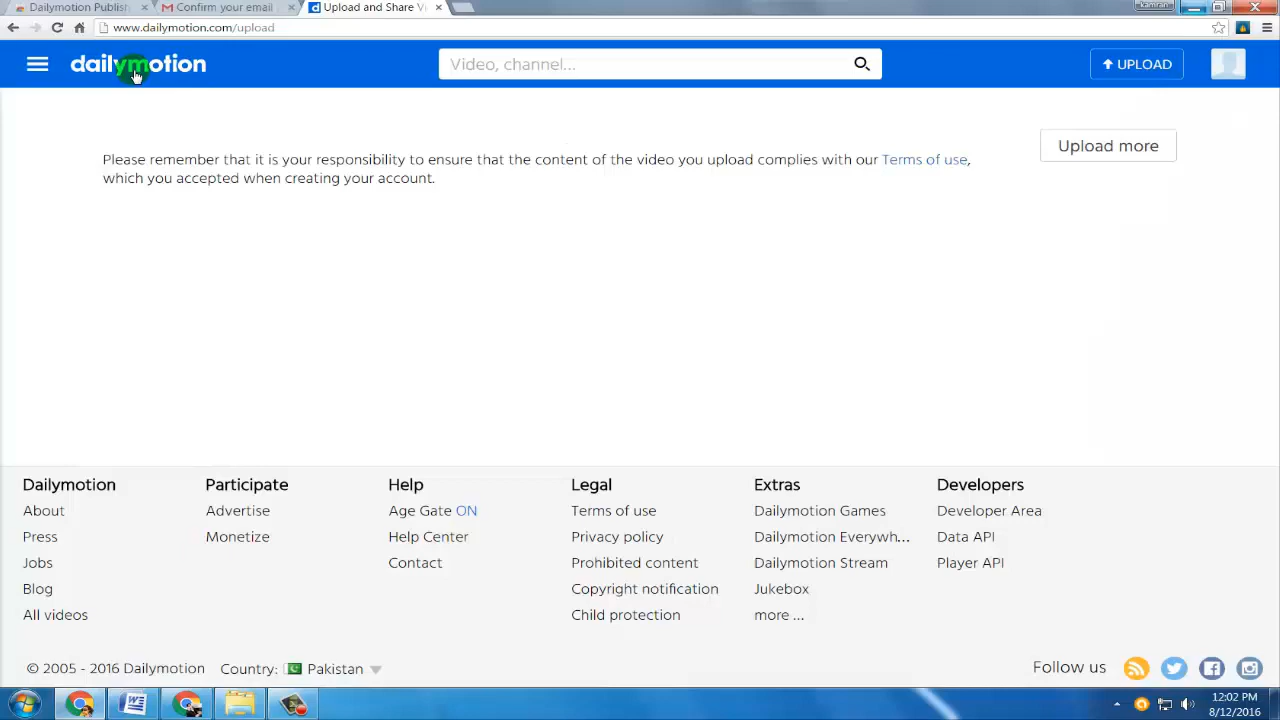 Dailymotion Publish
Confirm your email
Upload and Share Vi
kamran
www.dailymotion.com/upload
dailymotion
Video, channel...
UPLOAD
Please remember that it is your responsibility to ensure that the content of the video you upload complies with our Terms of use,
which you accepted when creating your account.
Upload more
Dailymotion
About
Press
Jobs
Blog
All videos
Participate
Advertise
Monetize
Help
Age Gate ON
Help Center
Contact
Legal
Terms of use
Privacy policy
Prohibited content
Copyright notification
Child protection
Extras
Dailymotion Games
Dailymotion Everywh...
Dailymotion Stream
Jukebox
more ...
Developers
Developer Area
Data API
Player API
© 2005 - 2016 Dailymotion
Country: Pakistan
Follow us
12:02 PM
8/12/2016